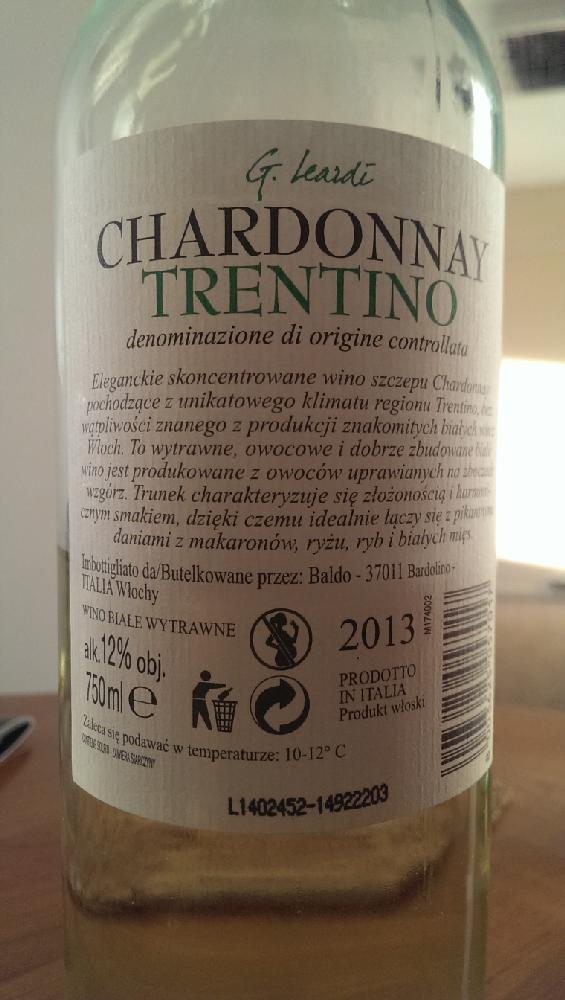 G. Leardi
CHARDONNAY
TRENTINO
denominazione di origine controllata
Eleganckie skoncentrowane wino szczepu
pochodzące z unikatowego klimatu regionu Trentino,
wątpliwości znanego z produkcji znakomitych białych
Włoch. To wytrawne, owocowe i dobrze zbudowane białe
wino jest produkowane z owoców uprawianych na zboczach
wzgórz. Trunek charakteryzuje się złożonością i
cznym smakiem, dzięki czemu idealnie łączy się z
daniami z makaronów, ryżu, ryb i białych mięs.
Imbottigliato da/Butelkowane przez: Baldo - 37011 Bardolino -
ITALIA Włochy
WINO BIAŁE WYTRAWNE
alk.12% obj.
750ml e
2013
M174002
PRODOTTO
IN ITALIA
Produkt włoski
Zaleca się podawać w temperaturze: 10-12° C
L1402452-14922203